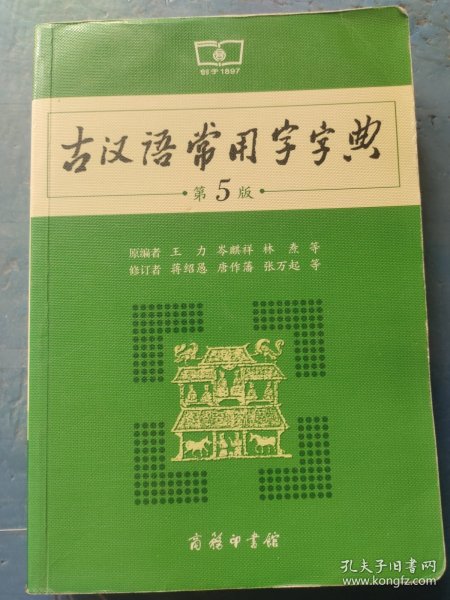 创于1897
古汉语常用字字典
·第5版·
原编者 王力 岑麒祥 林焘 等
修订者 蒋绍愚 唐作藩 张万起 等
商务印书馆
孔夫子旧书网
www.kongfz.com